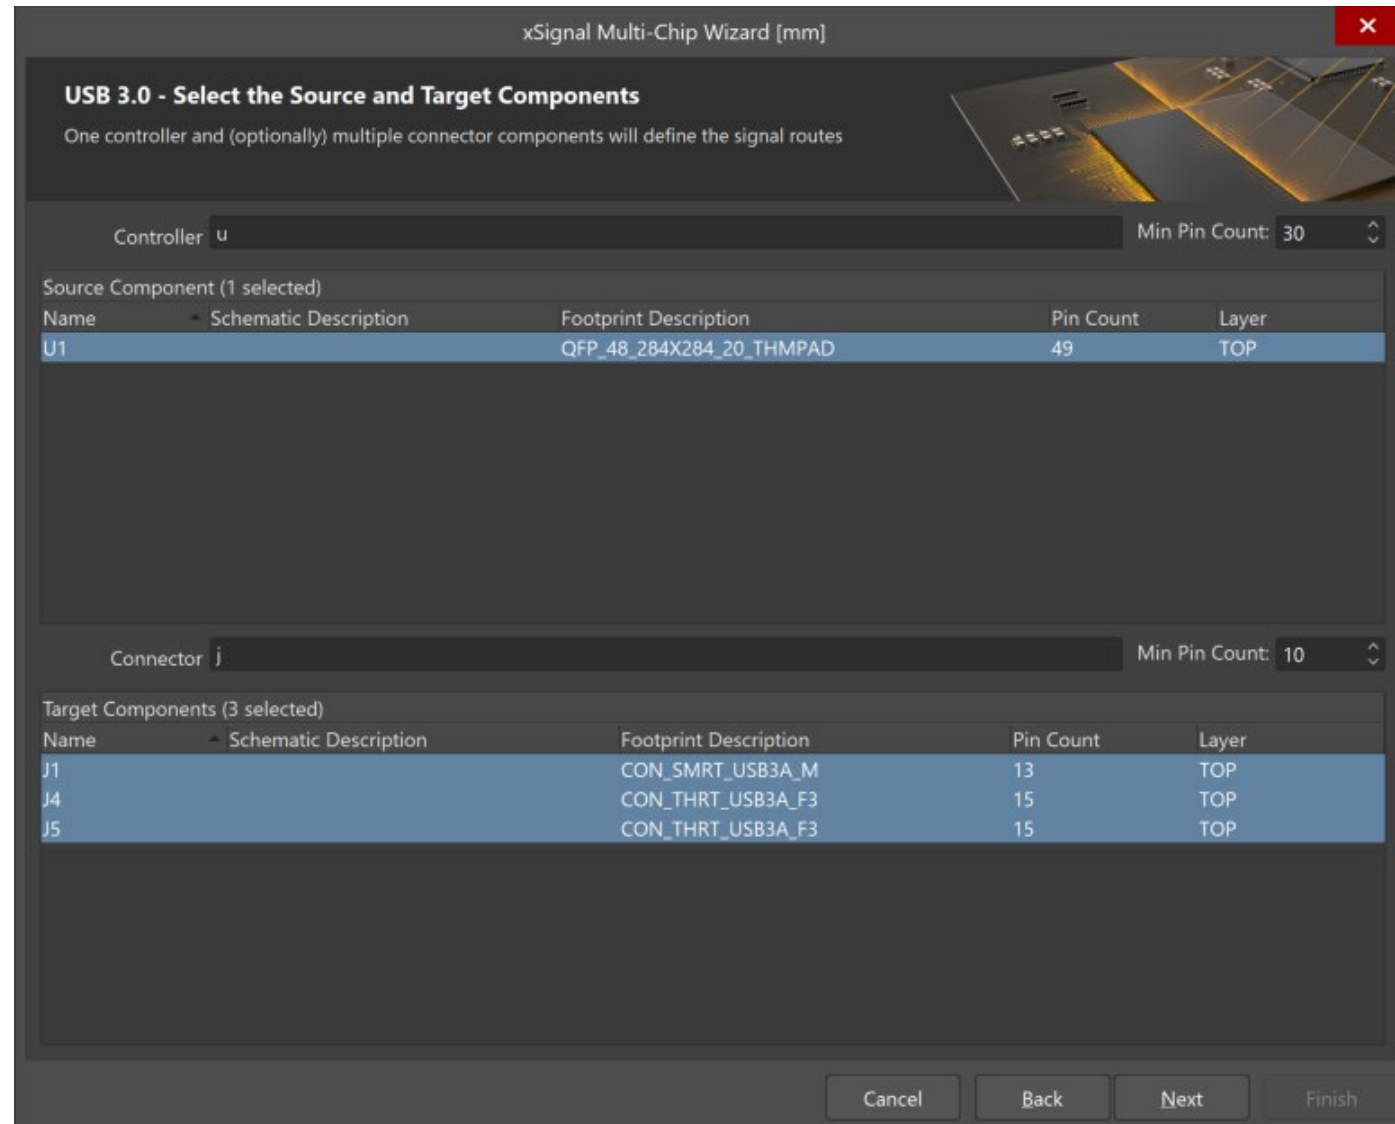 xSignal Multi-Chip Wizard [mm]
USB 3.0 - Select the Source and Target Components
One controller and (optionally) multiple connector components will define the signal routes
Controller u Min Pin Count: 30
Source Component (1 selected)
Name Schematic Description Footprint Description Pin Count Layer
U1 QFP_48_284X284_20_THMPAD 49 TOP
Connector j Min Pin Count: 10
Target Components (3 selected)
Name Schematic Description Footprint Description Pin Count Layer
J1 CON_SMRT_USB3A_M 13 TOP
J4 CON_THRT_USB3A_F3 15 TOP
J5 CON_THRT_USB3A_F3 15 TOP
Cancel Back Next Finish